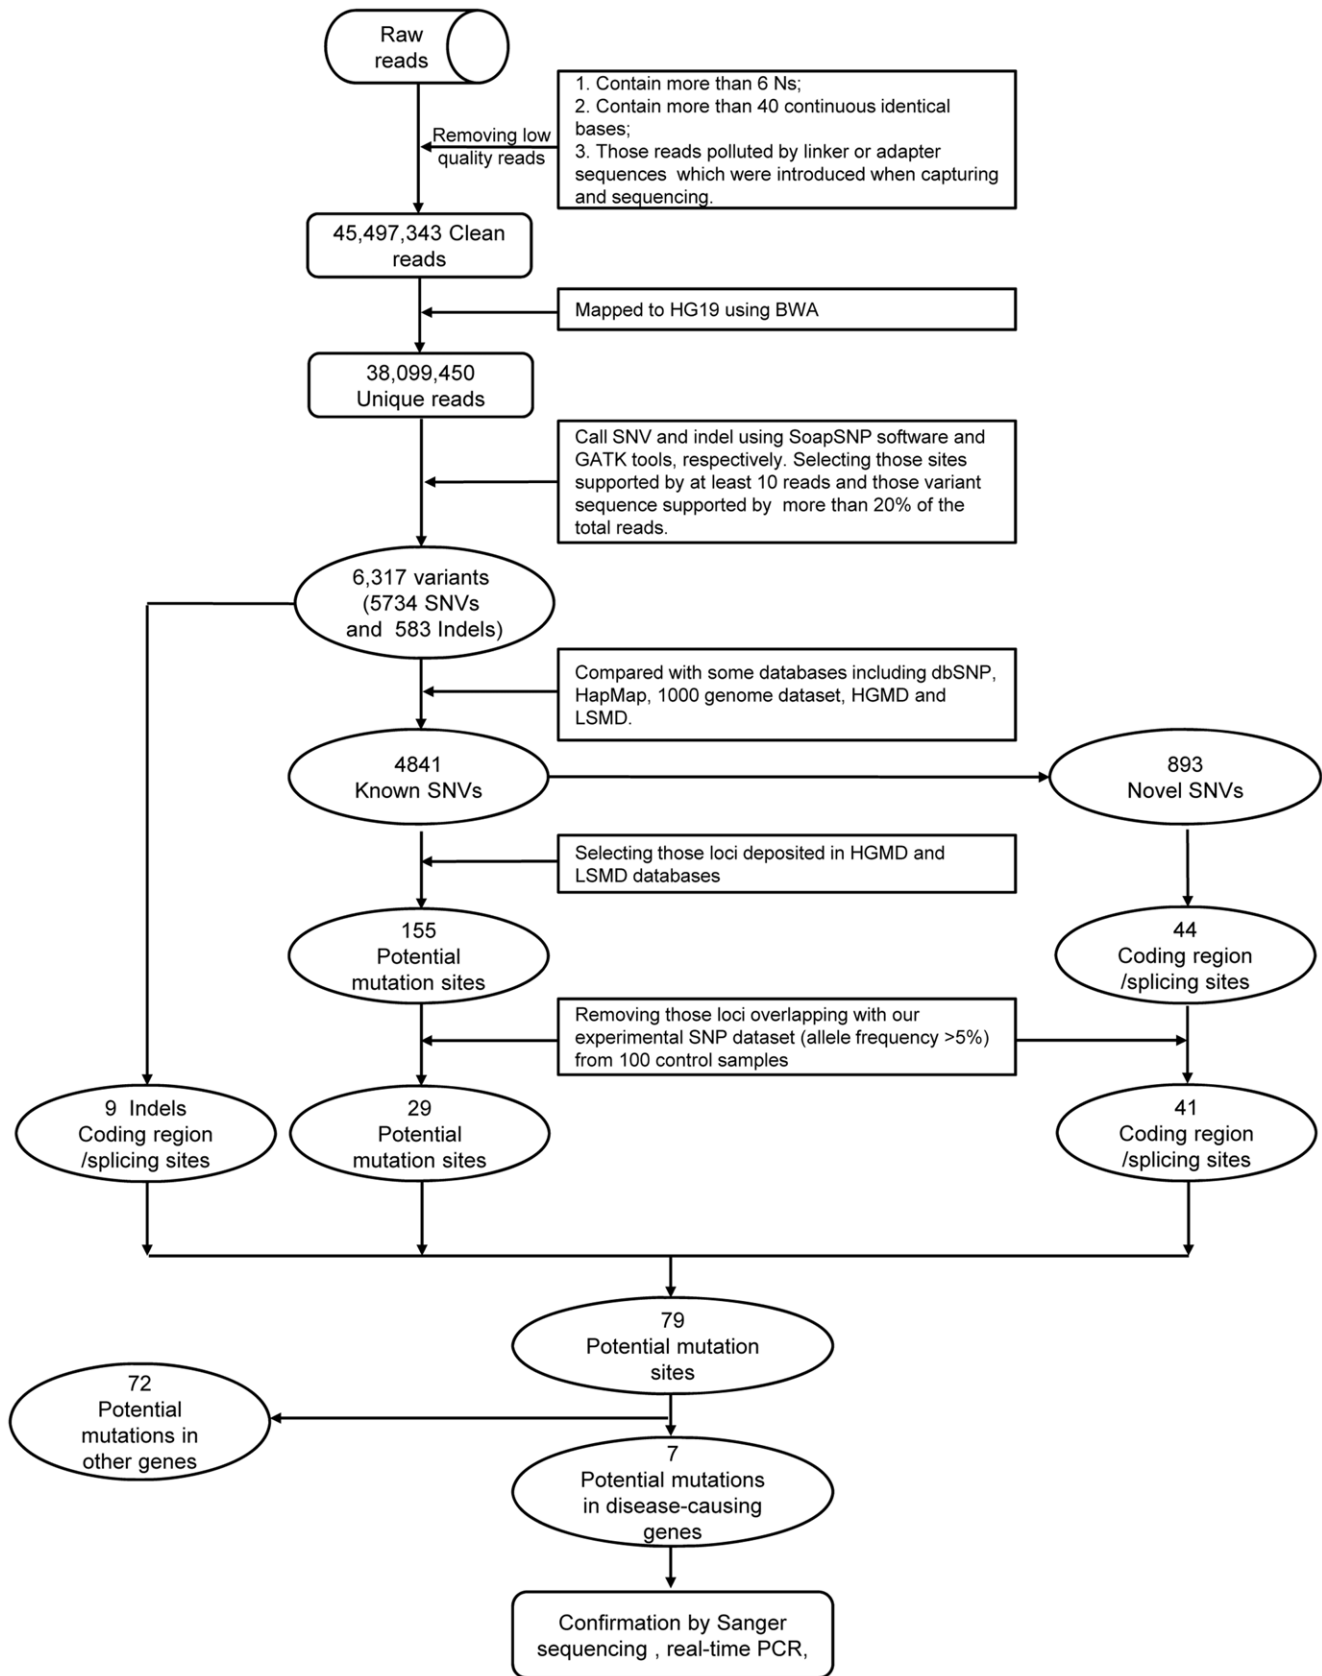 Raw
reads
1. Contain more than 6 Ns;
2. Contain more than 40 continuous identical
bases;
3. Those reads polluted by linker or adapter
sequences which were introduced when capturing
and sequencing.
Removing low
quality reads
45,497,343 Clean
reads
Mapped to HG19 using BWA
38,099,450
Unique reads
Call SNV and indel using SoapSNP software and
GATK tools, respectively. Selecting those sites
supported by at least 10 reads and those variant
sequence supported by more than 20% of the
total reads.
6,317 variants
(5734 SNVs
and 583 Indels)
Compared with some databases including dbSNP,
HapMap, 1000 genome dataset, HGMD and
LSMD.
4841
Known SNVs
893
Novel SNVs
Selecting those loci deposited in HGMD and
LSMD databases
155
Potential
mutation sites
44
Coding region
/splicing sites
Removing those loci overlapping with our
experimental SNP dataset (allele frequency >5%)
from 100 control samples
9 Indels
Coding region
/splicing sites
29
Potential
mutation sites
41
Coding region
/splicing sites
79
Potential mutation
sites
72
Potential
mutations in
other genes
7
Potential mutations
in disease-causing
genes
Confirmation by Sanger
sequencing , real-time PCR,